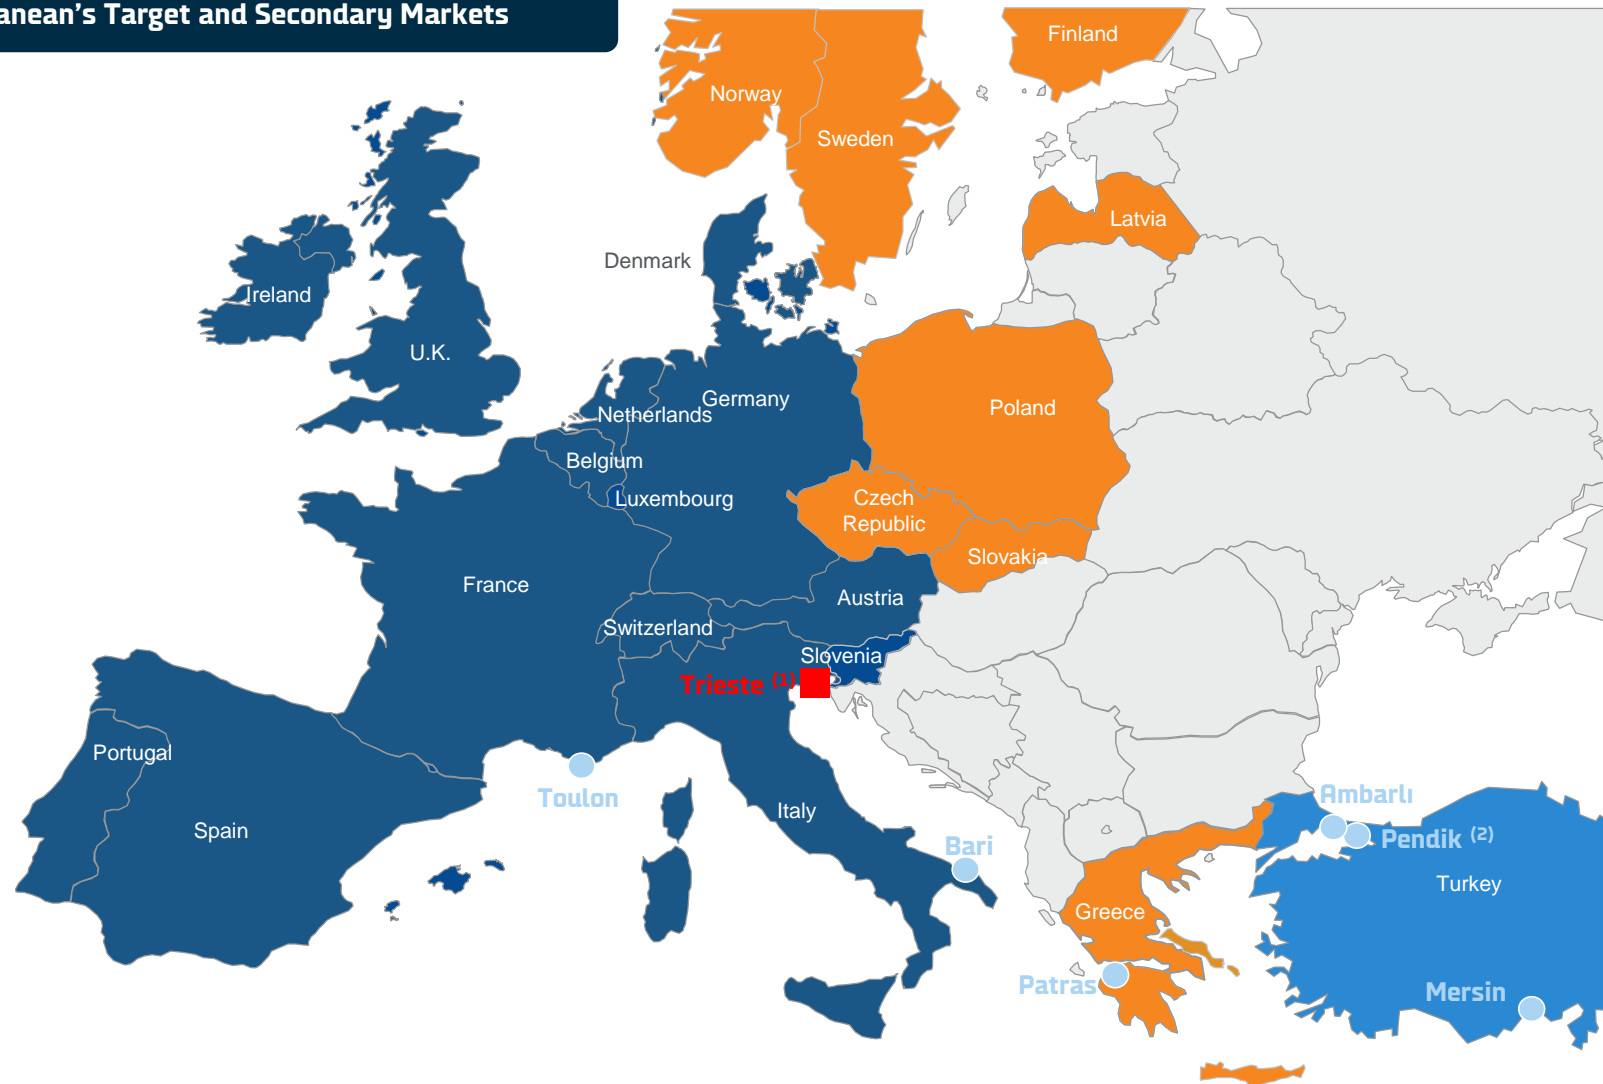 anean's Target and Secondary Markets
Finland
Norway
Sweden
Latvia
Denmark
Ireland
U.K.
Germany
Netherlands
Poland
Belgium
Luxembourg
Czech
Republic
Slovakia
France
Austria
Switzerland
Slovenia
Trieste (1)
Portugal
Toulon
Ambarlı
Italy
Spain
Bari
Pendik (2)
Turkey
Greece
Patras
Mersin